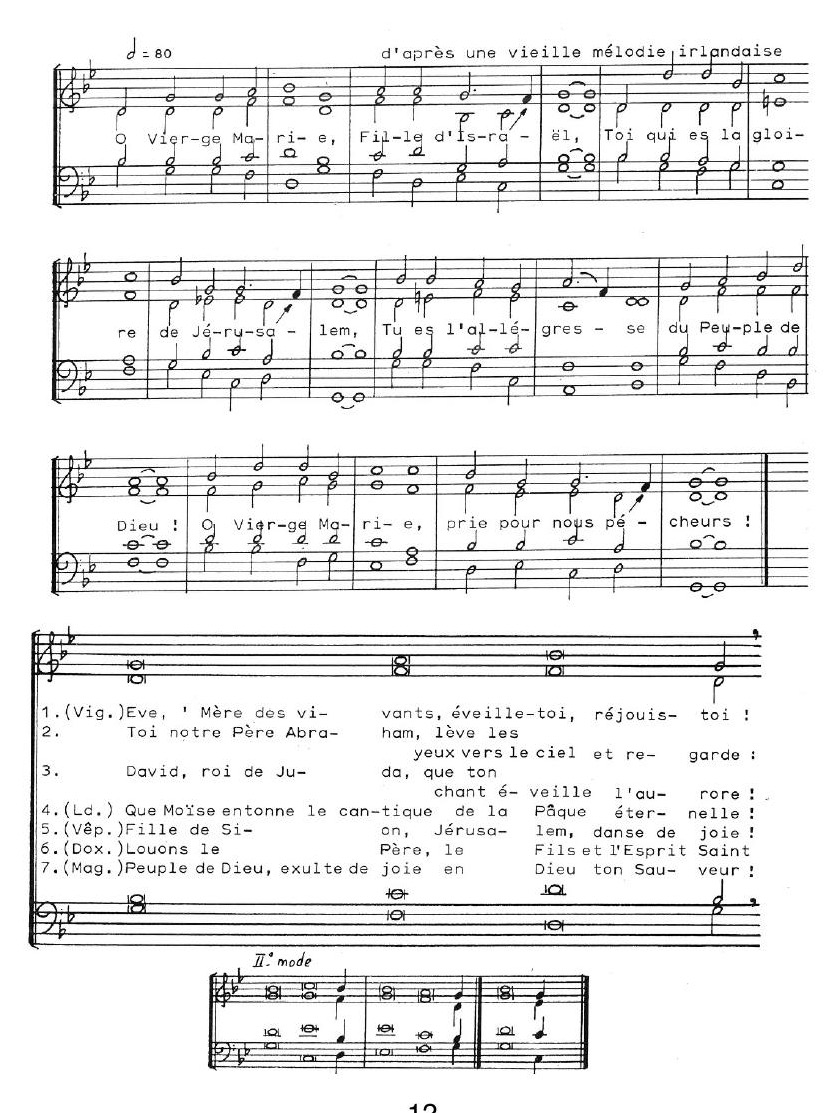 ♩ = 80 d'après une vieille mélodie irlandaise
O Vier-ge Ma-ri-e, Fil-le d'Is-ra-ël, Toi qui es la gloi-
re de Jé-ru-sa-lem, Tu es l'al-lé-gres-se du Peu-ple de
Dieu ! O Vier-ge Ma-ri-e, prie pour nous pé-cheurs !
1.(Vig.)Eve, ' Mère des vi- vants, éveille-toi, réjouis- toi !
2. Toi notre Père Abra- ham, lève les
yeux vers le ciel et re- garde :
3. David, roi de Ju- da, que ton
chant é- veille l'au- rore !
4.(Ld.) Que Moïse entonne le can-tique de la Pâque éter- nelle !
5.(Vêp.)Fille de Si- on, Jérusa- lem, danse de joie !
6.(Dox.)Louons le Père, le Fils et l'Esprit Saint
7.(Mag.)Peuple de Dieu, exulte de joie en Dieu ton Sau- veur !
II.e mode
12